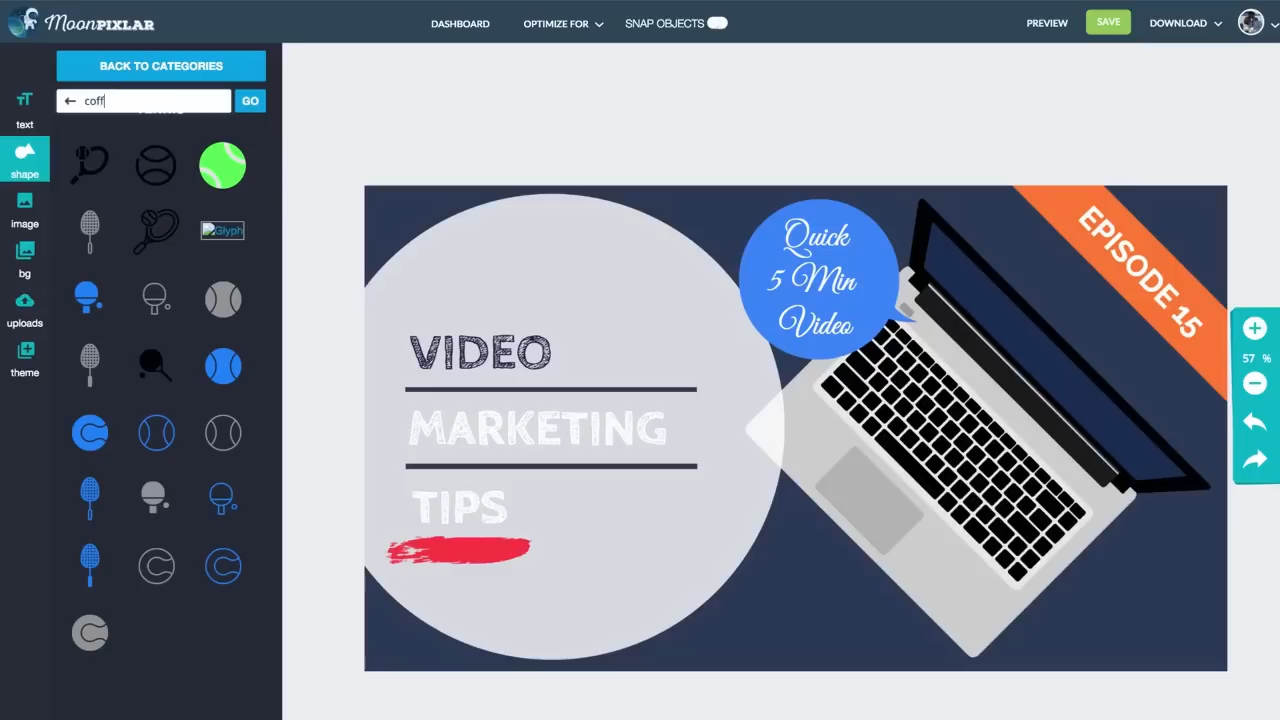 MoonPIXLAR
DASHBOARD
OPTIMIZE FOR
SNAP OBJECTS
PREVIEW
SAVE
DOWNLOAD
BACK TO CATEGORIES
coff
GO
text
shape
image
bg
uploads
theme
Glyph
VIDEO
MARKETING
TIPS
Quick
5 Min
Video
EPISODE 15
57 %